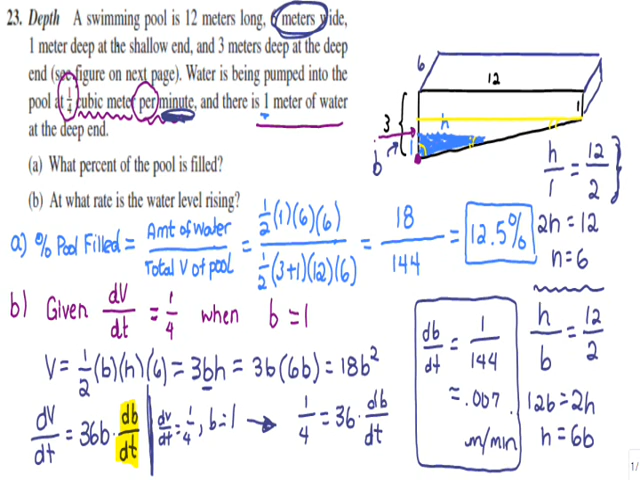 23. Depth A swimming pool is 12 meters long, 6 meters wide,
1 meter deep at the shallow end, and 3 meters deep at the deep
end (see figure on next page). Water is being pumped into the
pool at 1/4 cubic meter per minute, and there is 1 meter of water
at the deep end.
(a) What percent of the pool is filled?
(b) At what rate is the water level rising?
6
12
1
3
h
1
b
h/1 = 12/2
2h = 12
h = 6
a) % Pool Filled = Amt of Water / Total V of pool = 1/2(1)(6)(6) / 1/2(3+1)(12)(6) = 18/144 = 12.5%
b) Given dV/dt = 1/4 when b = 1
V = 1/2(b)(h)(6) = 3bh = 3b(6b) = 18b²
dV/dt = 36b · db/dt | dV/dt = 1/4, b = 1 → 1/4 = 36 · db/dt
db/dt = 1/144
= .007
m/min
h/b = 12/2
12b = 2h
h = 6b
1/